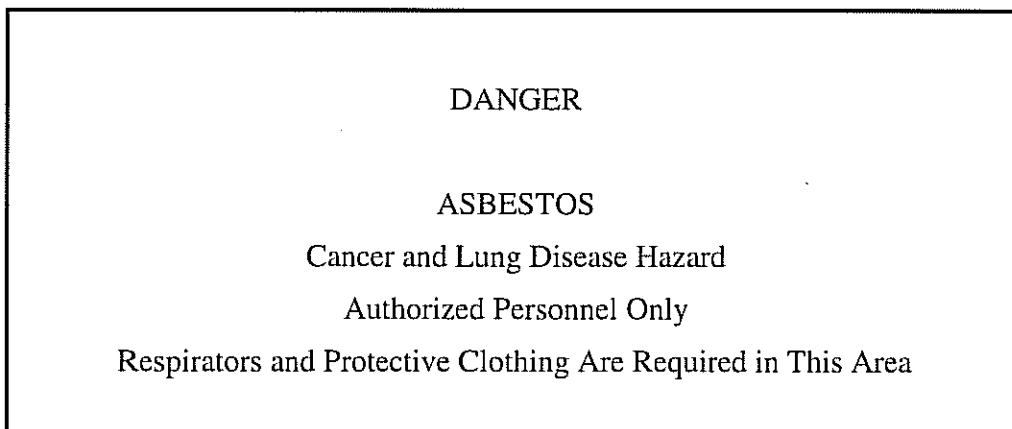 DANGER
ASBESTOS
Cancer and Lung Disease Hazard
Authorized Personnel Only
Respirators and Protective Clothing Are Required in This Area